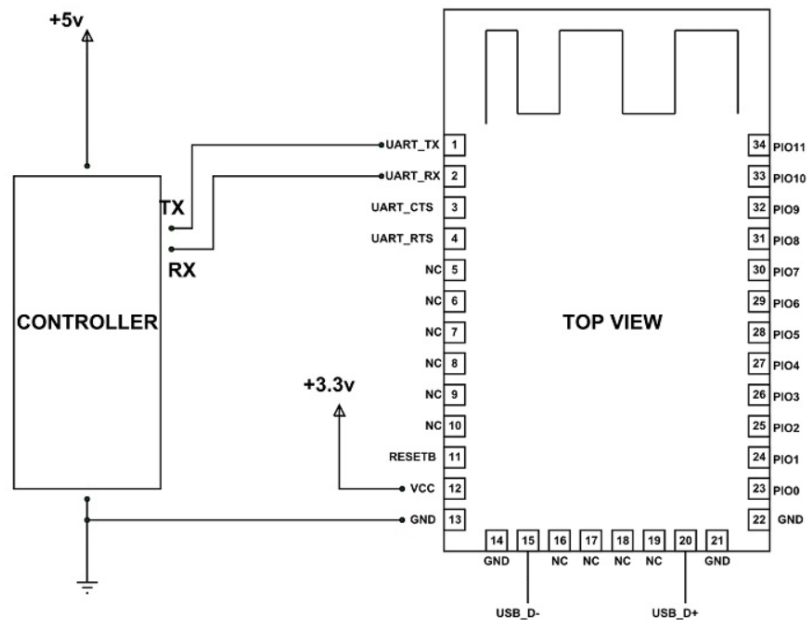 +5v
UART_TX 1 34 PIO11
UART_RX 2 33 PIO10
TX
UART_CTS 3 32 PIO9
UART_RTS 4 31 PIO8
RX
NC 5 30 PIO7
NC 6 29 PIO6
CONTROLLER
TOP VIEW
NC 7 28 PIO5
NC 8 27 PIO4
+3.3v
NC 9 26 PIO3
NC 10 25 PIO2
RESETB 11 24 PIO1
VCC 12 23 PIO0
GND 13 22 GND
14 15 16 17 18 19 20 21
GND NC NC NC NC GND
USB_D- USB_D+